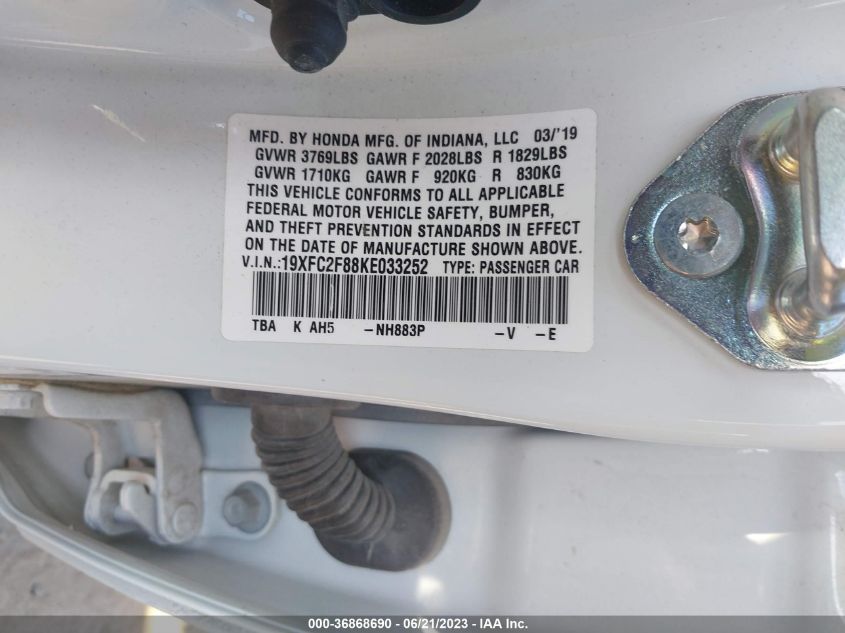 MFD. BY HONDA MFG. OF INDIANA, LLC 03/'19
GVWR 3769LBS GAWR F 2028LBS R 1829LBS
GVWR 1710KG GAWR F 920KG R 830KG
THIS VEHICLE CONFORMS TO ALL APPLICABLE
FEDERAL MOTOR VEHICLE SAFETY, BUMPER,
AND THEFT PREVENTION STANDARDS IN EFFECT
ON THE DATE OF MANUFACTURE SHOWN ABOVE.
V.I.N.:19XFC2F88KE033252 TYPE: PASSENGER CAR
TBA K AH5 -NH883P -V -E
000-36868690 - 06/21/2023 - IAA Inc.